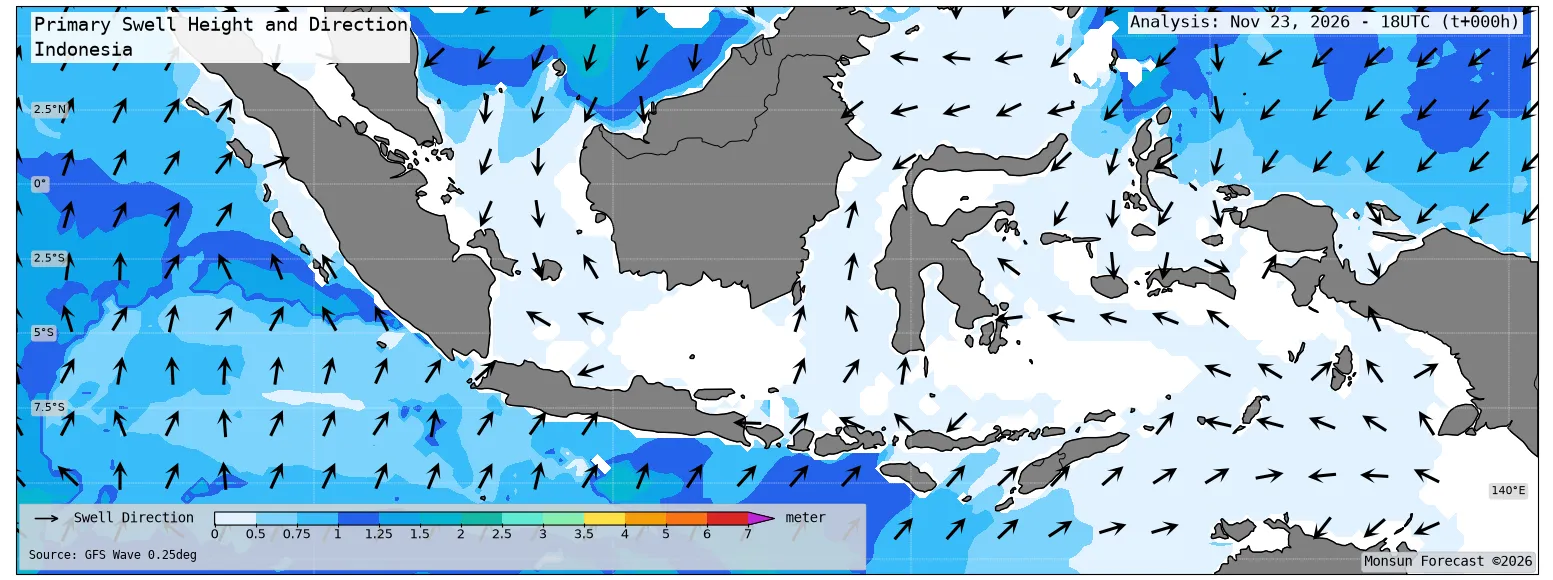 Primary Swell Height and Direction
Indonesia
Analysis: Nov 23, 2026 - 18UTC (t+000h)
2.5°N
0°
2.5°S
5°S
7.5°S
140°E
Swell Direction
0 0.5 0.75 1 1.25 1.5 2 2.5 3 3.5 4 5 6 7
meter
Source: GFS Wave 0.25deg
Monsun Forecast ©2026